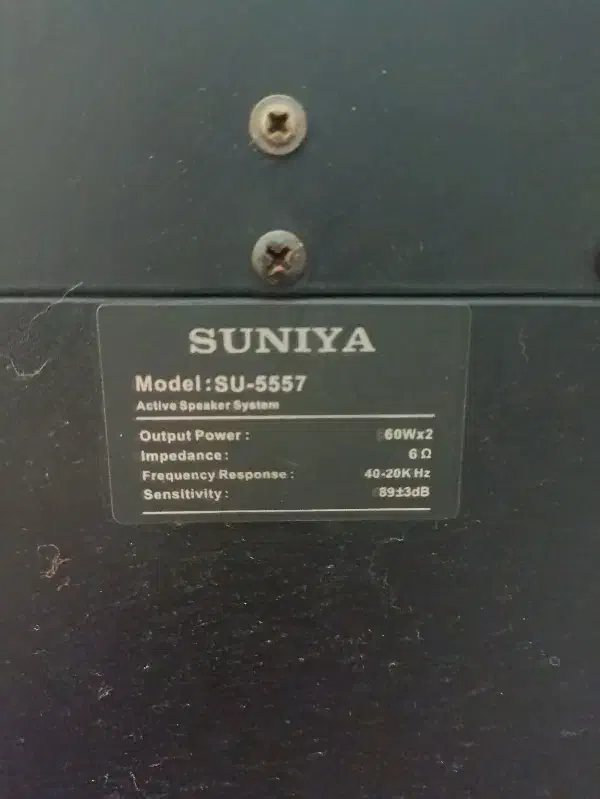 SUNIYA
Model:SU-5557
Active Speaker System
Output Power: 60Wx2
Impedance: 6 Ω
Frequency Response: 40-20K Hz
Sensitivity: 89±3dB